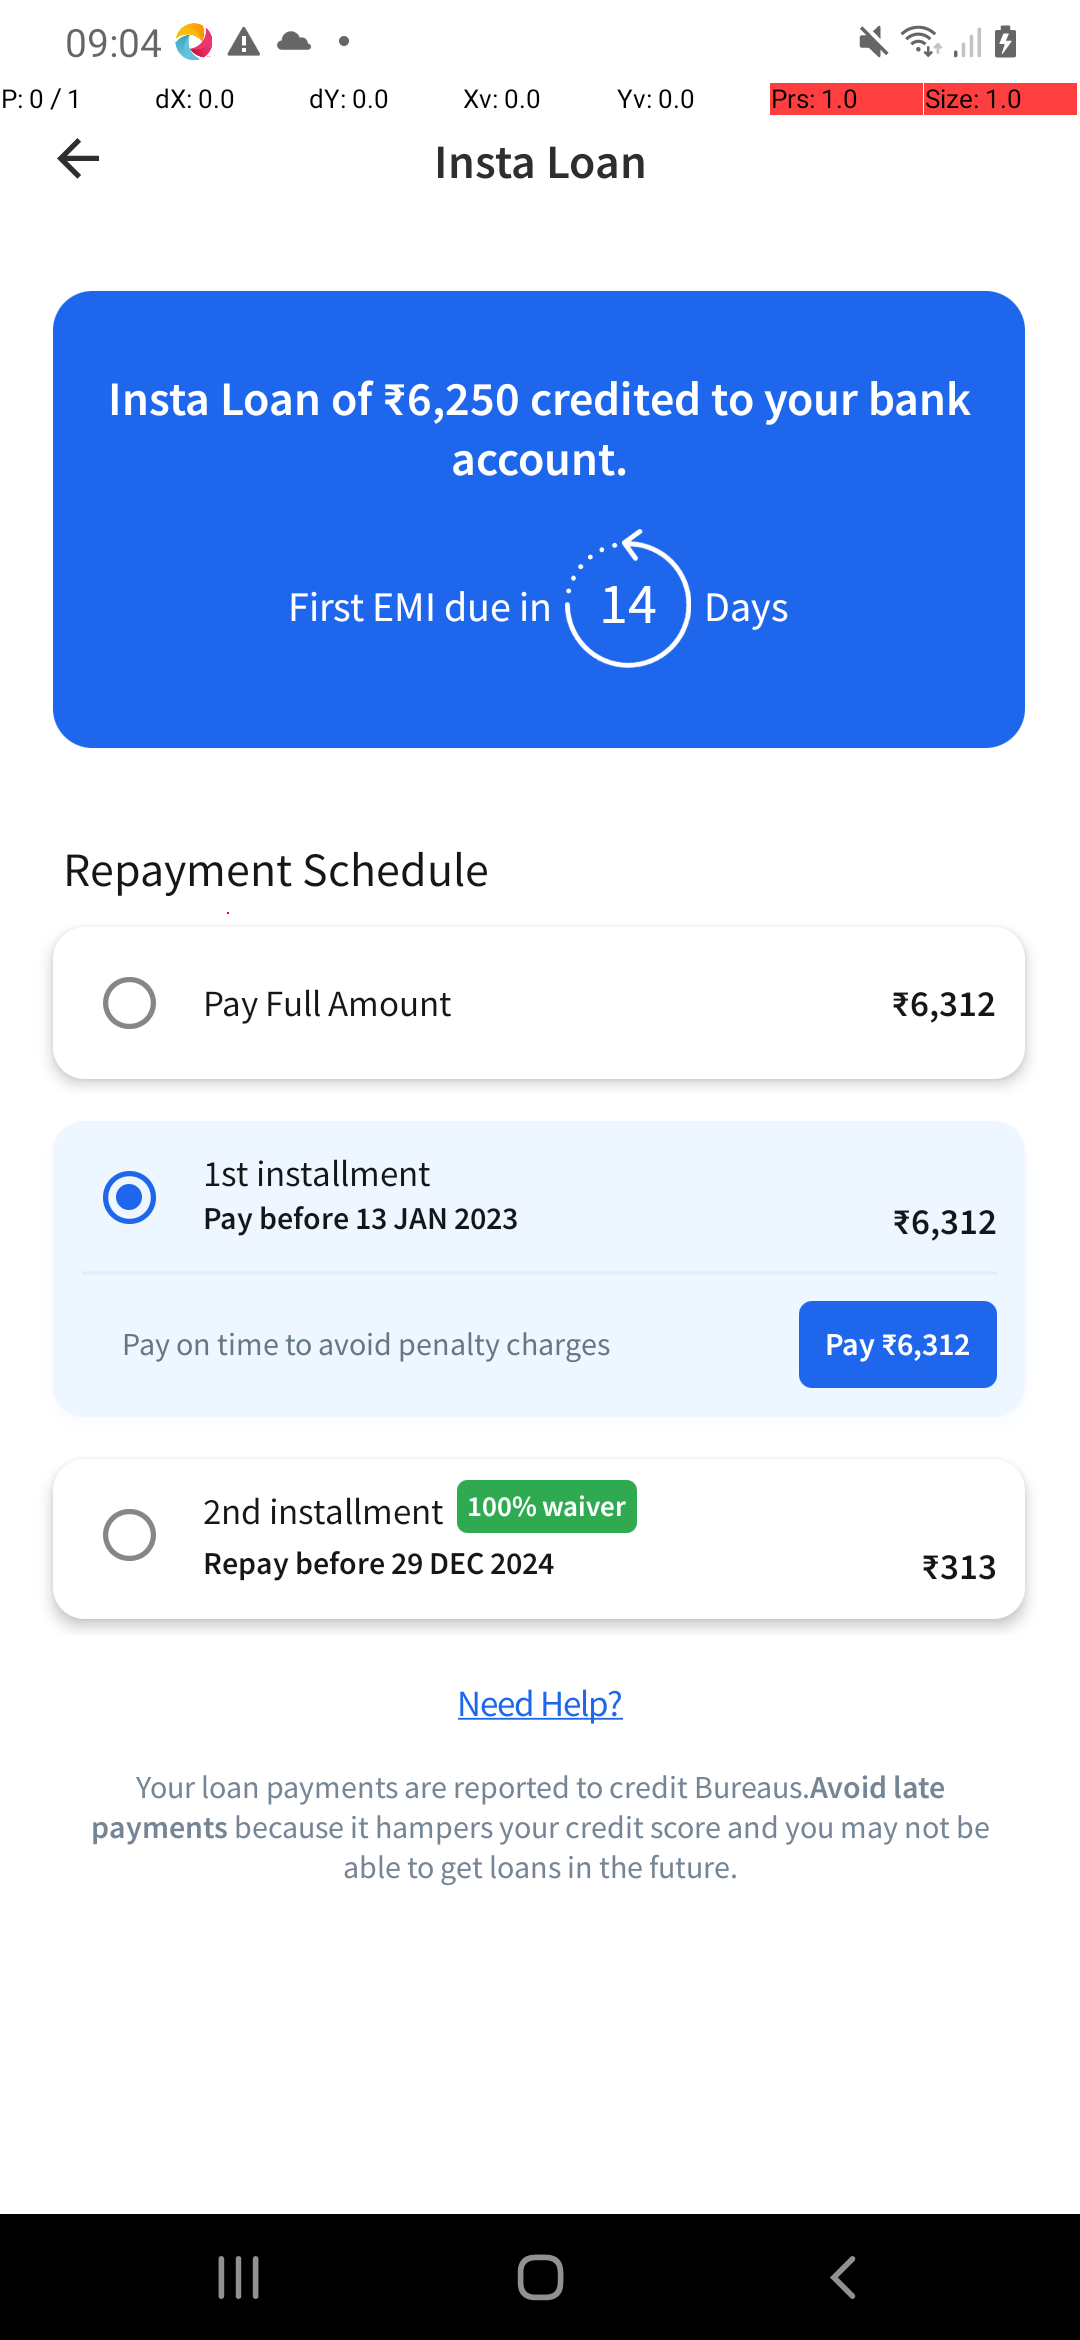 09:04
P: 0 / 1 dX: 0.0 dY: 0.0 Xv: 0.0 Yv: 0.0 Prs: 1.0 Size: 1.0
Insta Loan
Insta Loan of ₹6,250 credited to your bank
account.
First EMI due in 14 Days
Repayment Schedule
Pay Full Amount ₹6,312
1st installment
Pay before 13 JAN 2023 ₹6,312
Pay on time to avoid penalty charges Pay ₹6,312
2nd installment 100% waiver
Repay before 29 DEC 2024 ₹313
Need Help?
Your loan payments are reported to credit Bureaus.Avoid late
payments because it hampers your credit score and you may not be
able to get loans in the future.